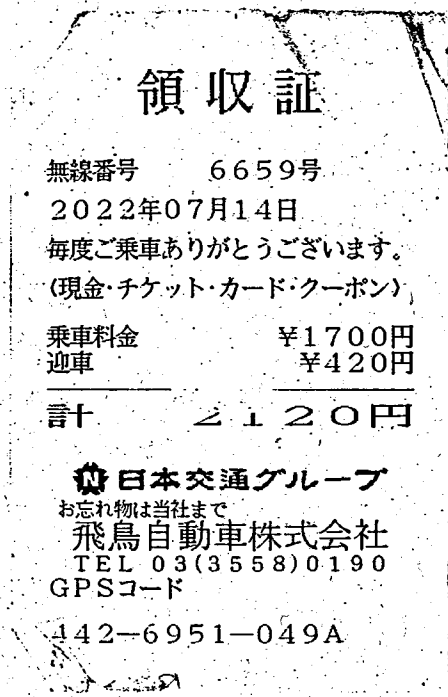 領収証
無線番号 6659号
2022年07月14日
毎度ご乗車ありがとうございます。
(現金・チケット・カード・クーポン)
乗車料金 ¥1700円
迎車 ¥420円
計 2120円
N 日本交通グループ
お忘れ物は当社まで
飛鳥自動車株式会社
TEL 03(3558)0190
GPSコード
442-6951-049A